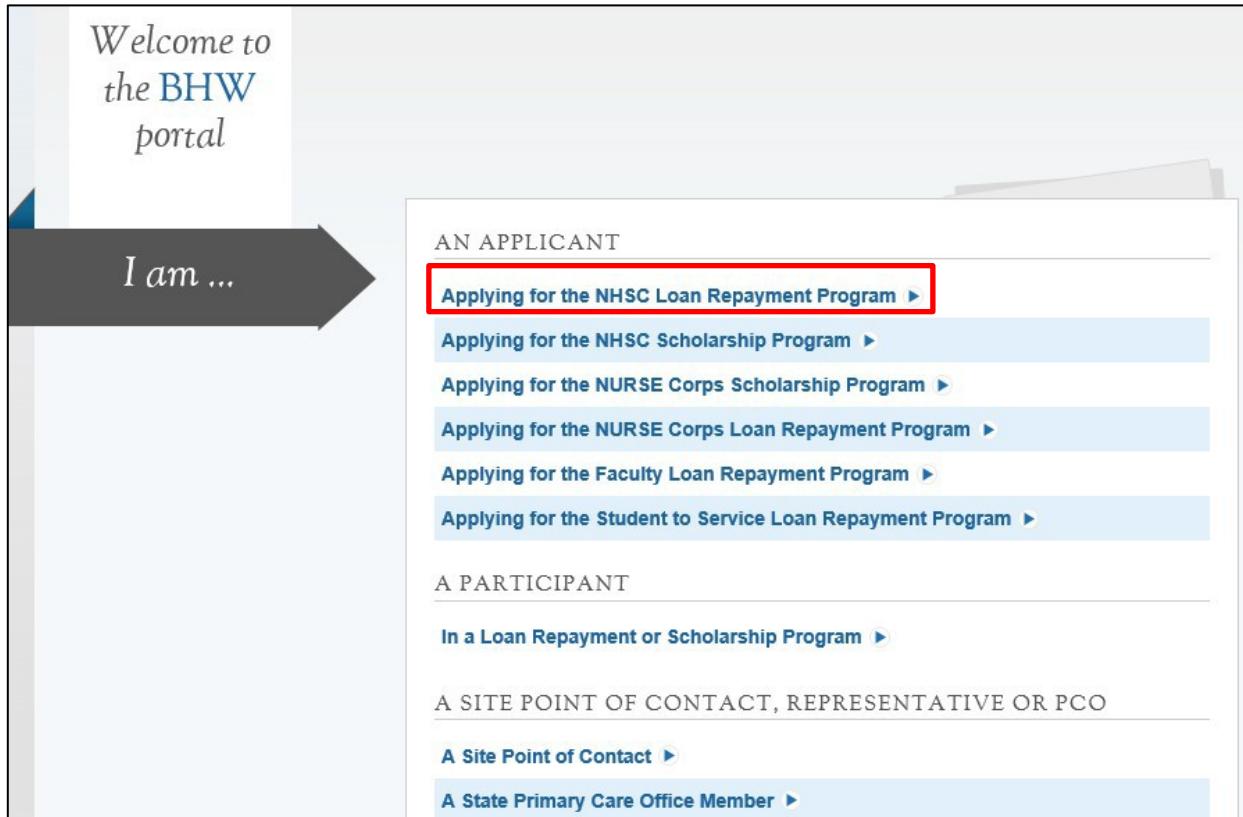 Welcome to
the BHW
portal
I am ...
AN APPLICANT
Applying for the NHSC Loan Repayment Program
Applying for the NHSC Scholarship Program
Applying for the NURSE Corps Scholarship Program
Applying for the NURSE Corps Loan Repayment Program
Applying for the Faculty Loan Repayment Program
Applying for the Student to Service Loan Repayment Program
A PARTICIPANT
In a Loan Repayment or Scholarship Program
A SITE POINT OF CONTACT, REPRESENTATIVE OR PCO
A Site Point of Contact
A State Primary Care Office Member